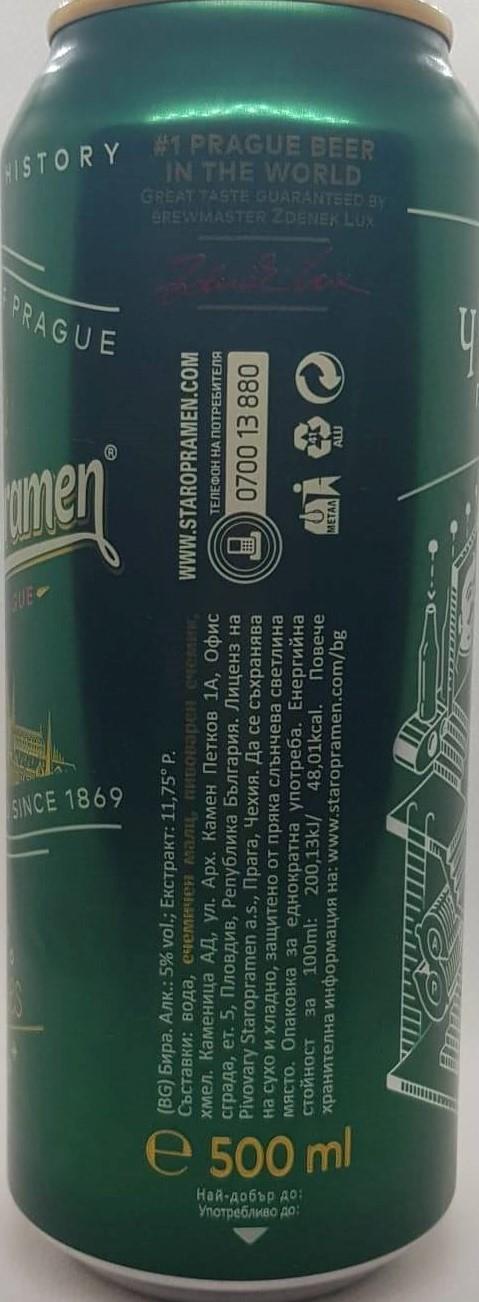 HISTORY
#1 PRAGUE BEER
IN THE WORLD
GREAT TASTE GUARANTEED BY
BREWMASTER ZDENEK LUX
PRAGUE
ramen®
GUE
SINCE 1869
WWW.STAROPRAMEN.COM
ТЕЛЕФОН НА ПОТРЕБИТЕЛЯ
0700 13 880
41
АЛШ
МЕТАЛ
(BG) Бира. Алк.: 5% vol.; Екстракт: 11,75° P.
Съставки: вода, ечемичен малц, пивоварен ечемик,
хмел. Каменица АД, ул. Арх. Камен Петков 1А, Офис
сграда, ет. 5, Пловдив, Република България. Лиценз на
Pivovary Staropramen a.s., Прага, Чехия. Да се съхранява
на сухо и хладно, защитено от пряка слънчева светлина
място. Опаковка за еднократна употреба. Енергийна
стойност за 100ml: 200,13kJ/ 48,01kcal. Повече
хранителна информация на: www.staropramen.com/bg
e 500 ml
Най-добър до:
Употребливо до: